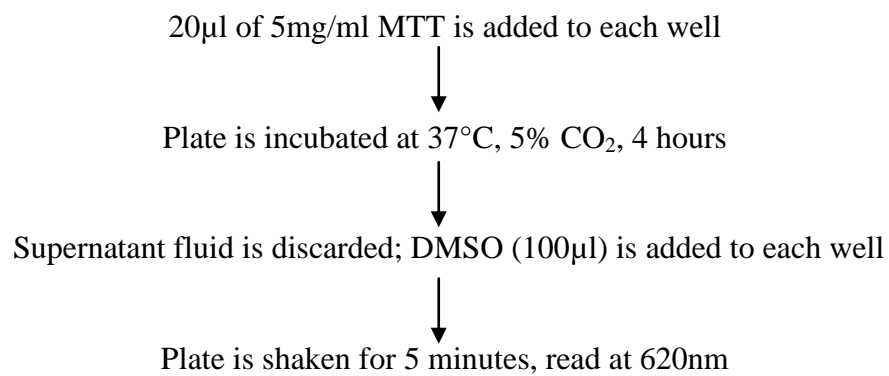 20µl of 5mg/ml MTT is added to each well
Plate is incubated at 37°C, 5% CO₂, 4 hours
Supernatant fluid is discarded; DMSO (100µl) is added to each well
Plate is shaken for 5 minutes, read at 620nm